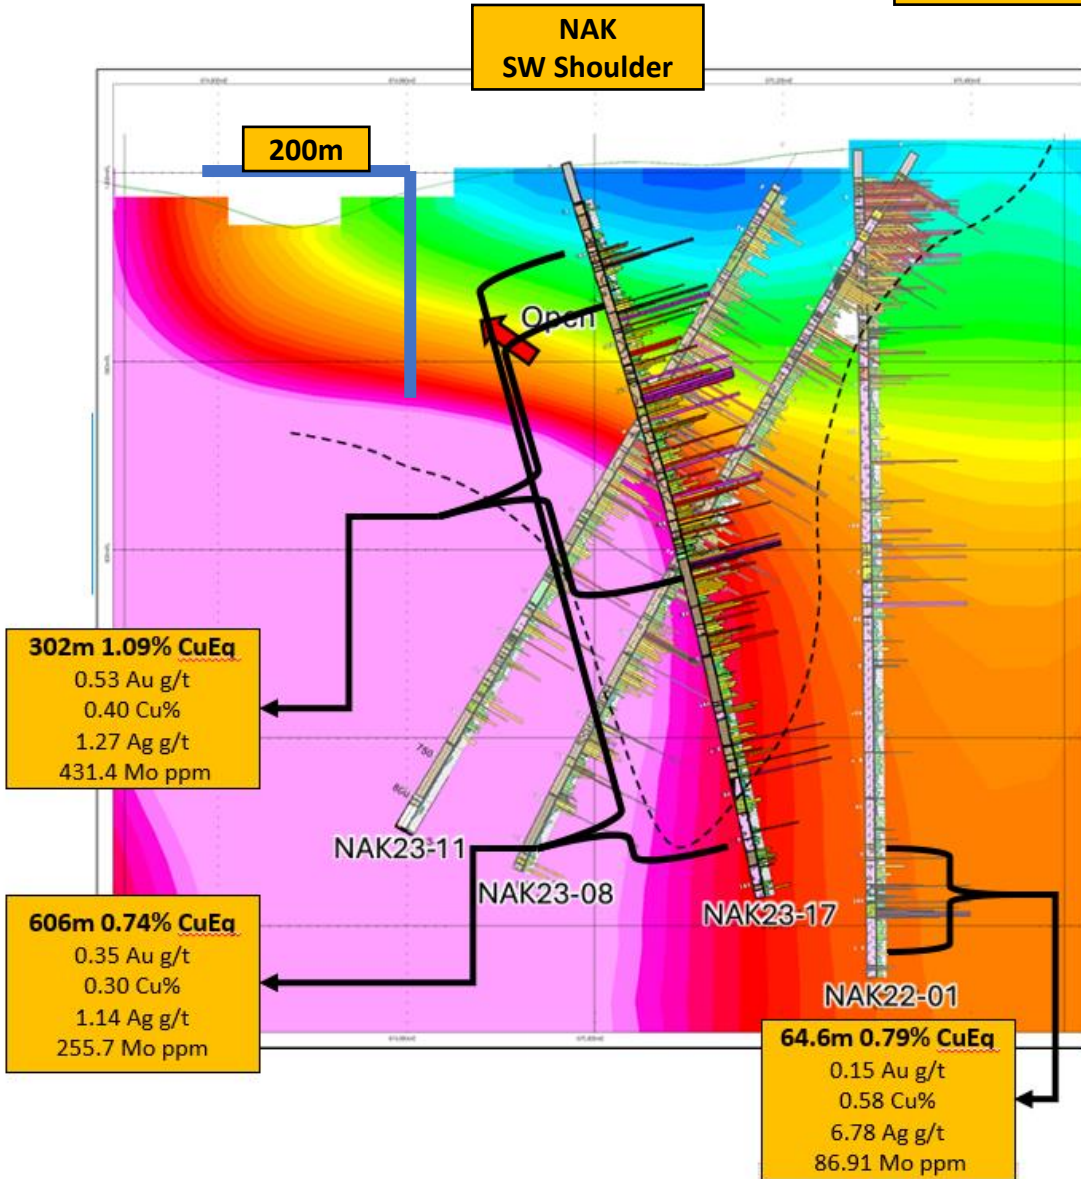 NAK
SW Shoulder
200m
Open
302m 1.09% CuEq
0.53 Au g/t
0.40 Cu%
1.27 Ag g/t
431.4 Mo ppm
750
800
NAK23-11
NAK23-08
NAK23-17
NAK22-01
606m 0.74% CuEq
0.35 Au g/t
0.30 Cu%
1.14 Ag g/t
255.7 Mo ppm
64.6m 0.79% CuEq
0.15 Au g/t
0.58 Cu%
6.78 Ag g/t
86.91 Mo ppm